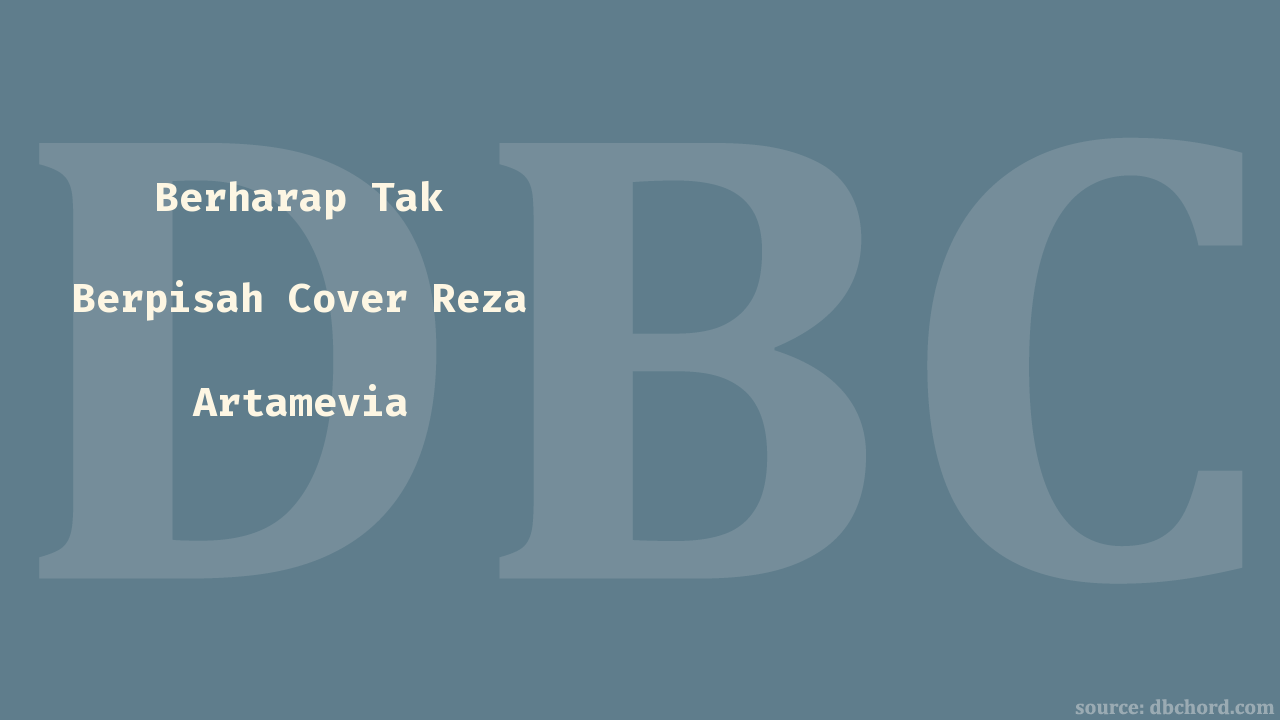 DBC
Berharap Tak
Berpisah Cover Reza
Artamevia
source: dbchord.com